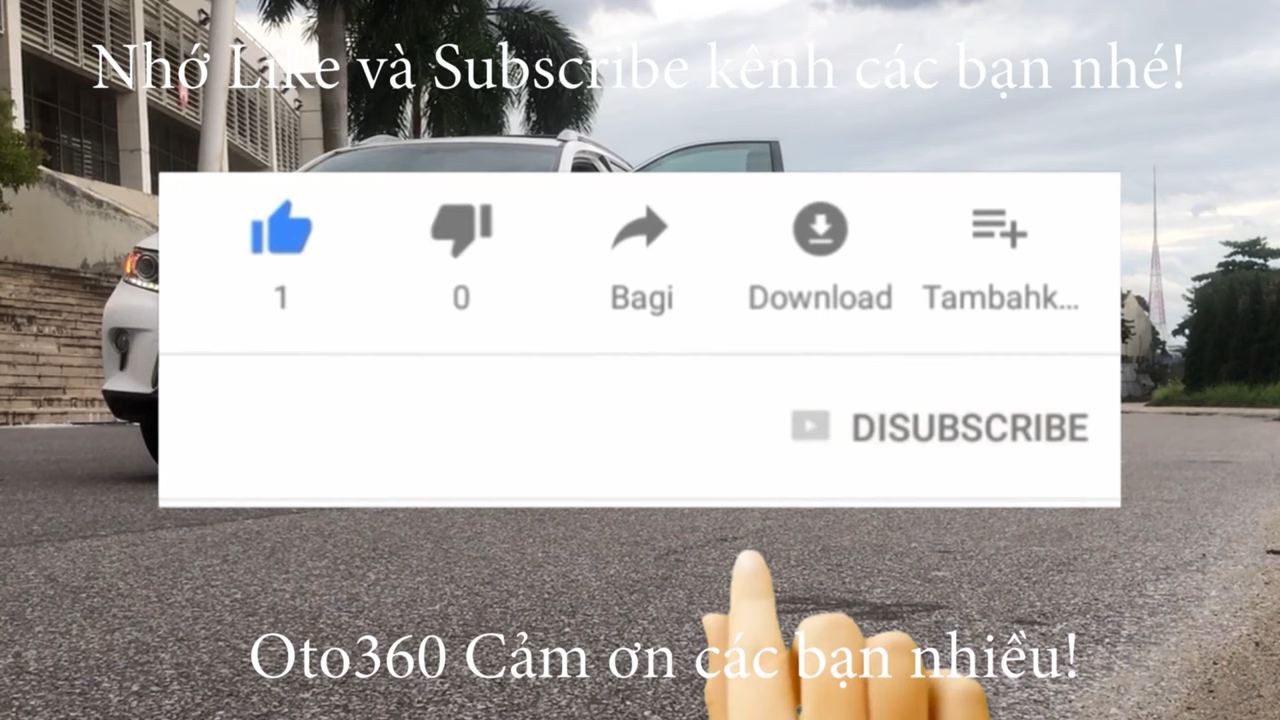 Nhớ Like và Subscribe kênh các bạn nhé!
1 0 Bagi Download Tambahk...
DISUBSCRIBE
Oto360 Cảm ơn các bạn nhiều!